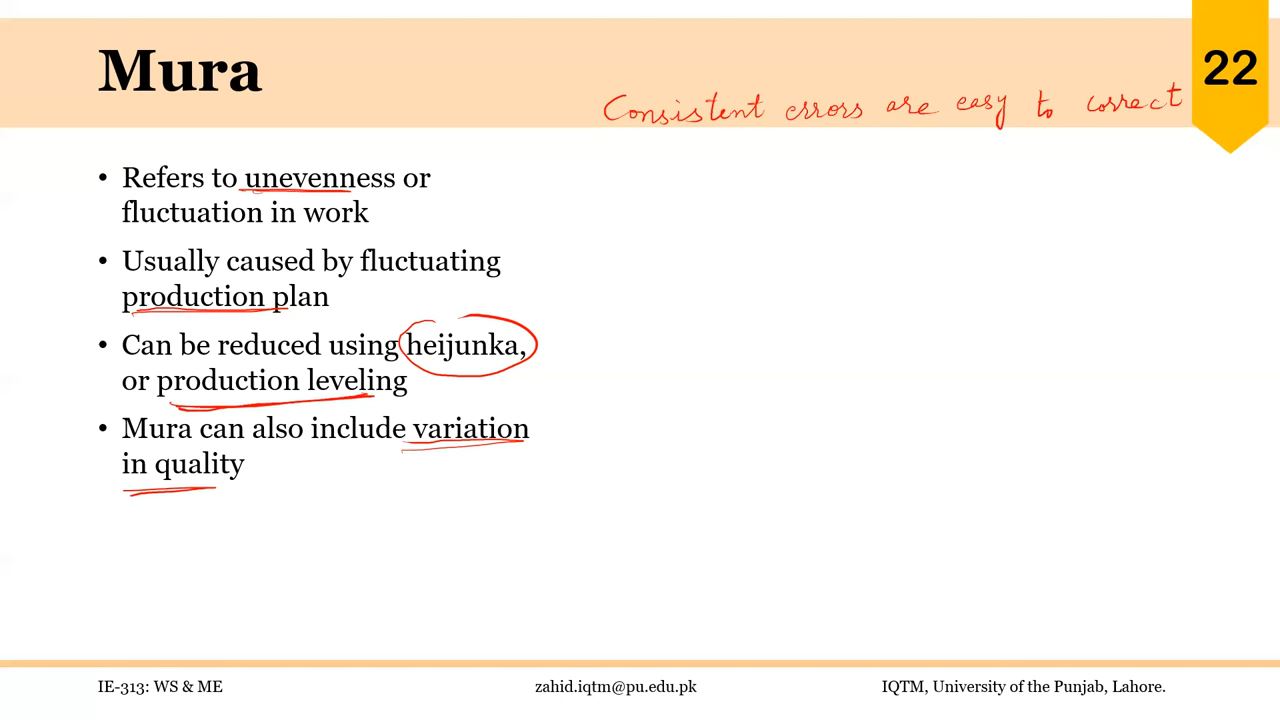 Mura
22
Consistent errors are easy to correct
• Refers to unevenness or
fluctuation in work
• Usually caused by fluctuating
production plan
• Can be reduced using heijunka,
or production leveling
• Mura can also include variation
in quality
IE-313: WS & ME
zahid.iqtm@pu.edu.pk
IQTM, University of the Punjab, Lahore.